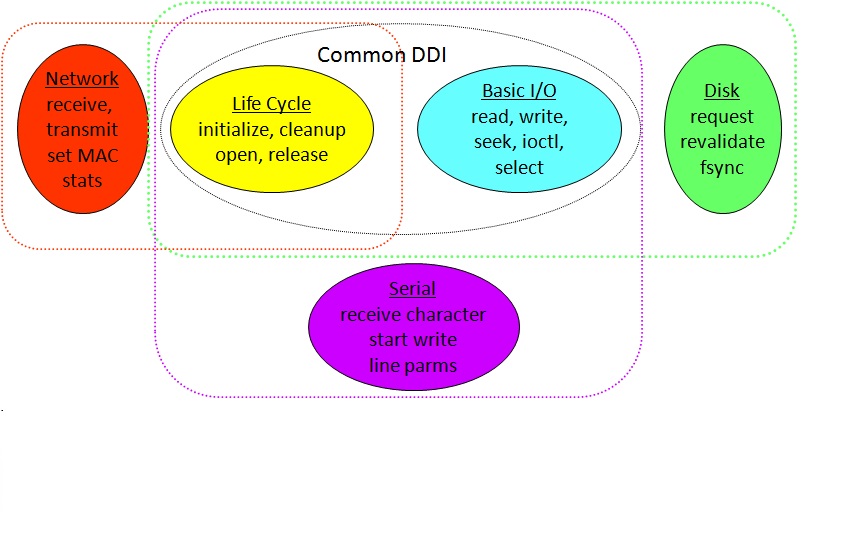 Common DDI
Network
receive,
transmit
set MAC
stats
Life Cycle
initialize, cleanup
open, release
Basic I/O
read, write,
seek, ioctl,
select
Disk
request
revalidate
fsync
Serial
receive character
start write
line parms
.